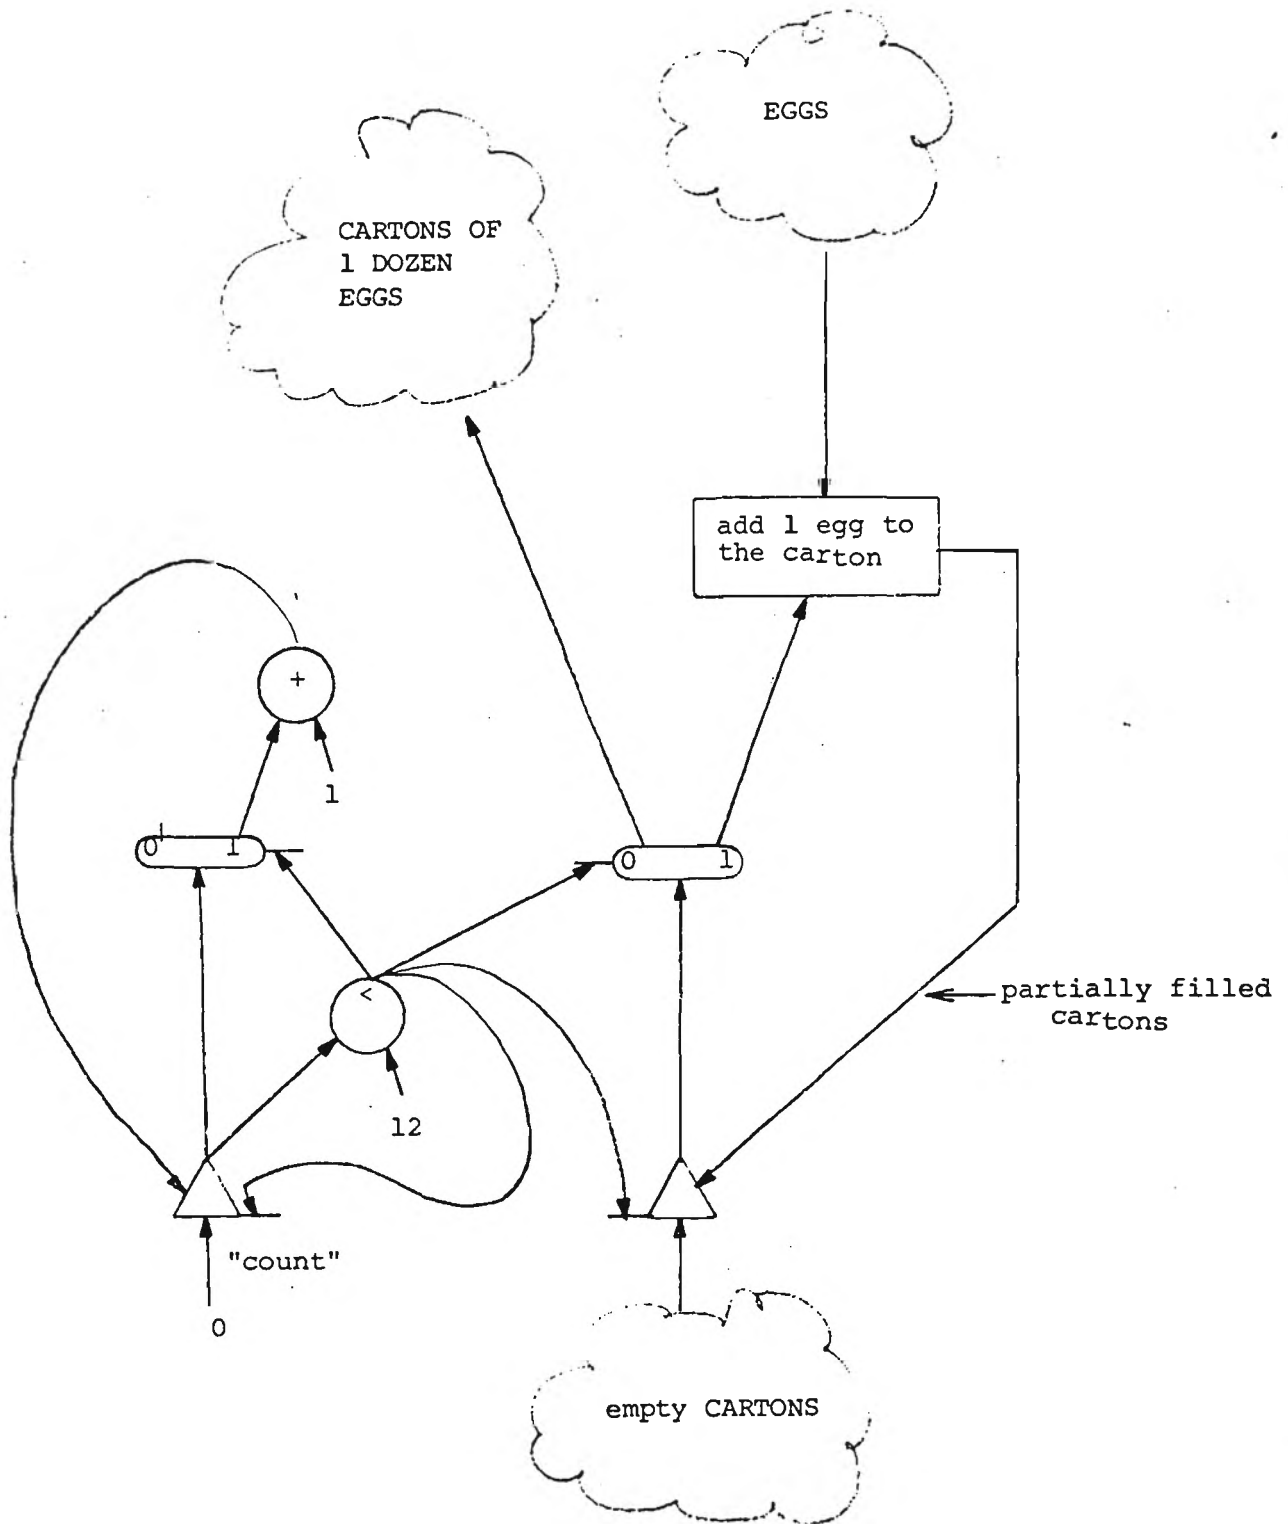 EGGS
CARTONS OF
1 DOZEN
EGGS
add 1 egg to
the carton
+
1
0 1
0 1
<
partially filled
cartons
12
"count"
0
empty CARTONS